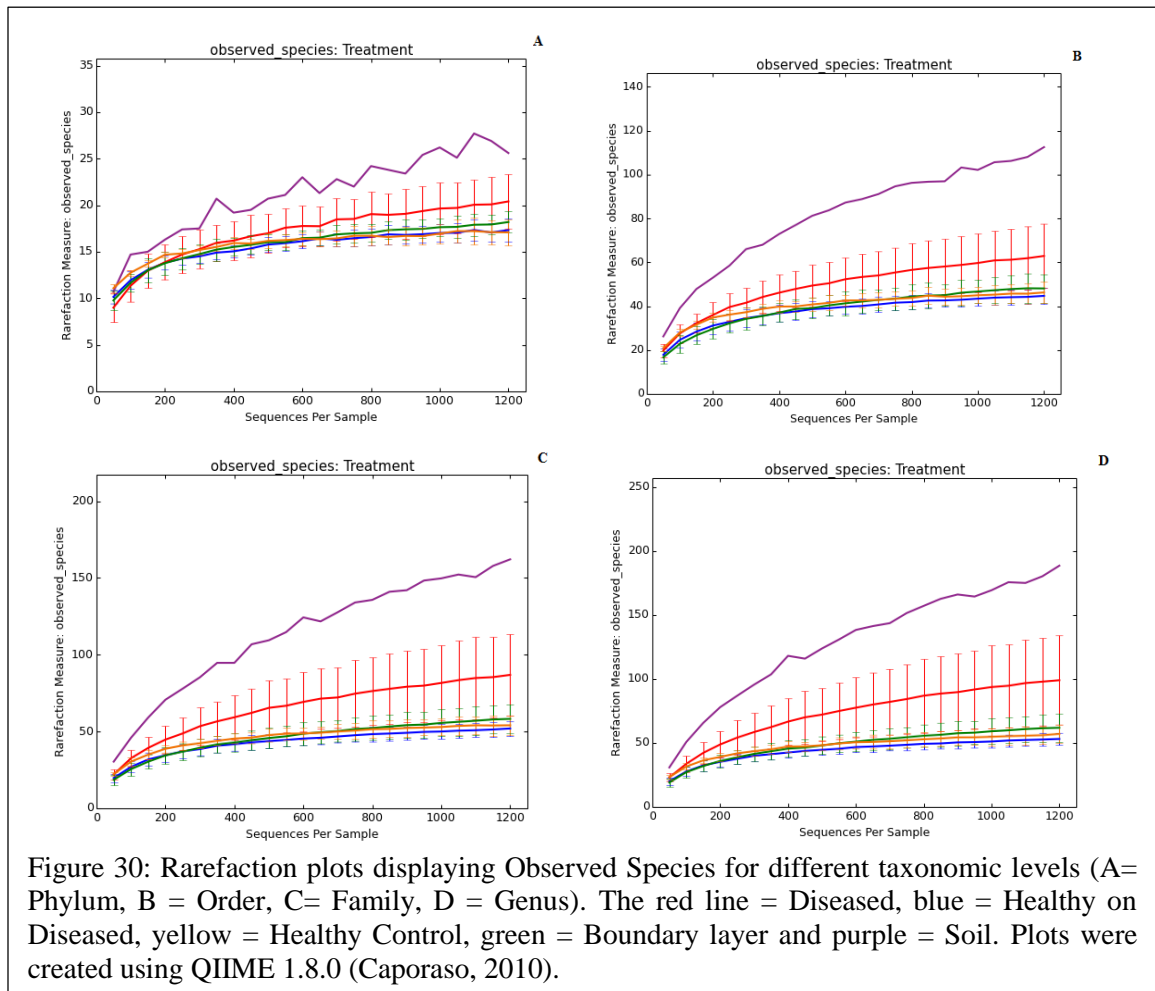 observed_species: Treatment
A
35
30
25
20
15
10
5
0
Rarefaction Measure: observed_species
0 200 400 600 800 1000 1200
Sequences Per Sample
observed_species: Treatment
B
140
120
100
80
60
40
20
0
Rarefaction Measure: observed_species
0 200 400 600 800 1000 1200
Sequences Per Sample
observed_species: Treatment
C
200
150
100
50
0
Rarefaction Measure: observed_species
0 200 400 600 800 1000 1200
Sequences Per Sample
observed_species: Treatment
D
250
200
150
100
50
0
Rarefaction Measure: observed_species
0 200 400 600 800 1000 1200
Sequences Per Sample
Figure 30: Rarefaction plots displaying Observed Species for different taxonomic levels (A=
Phylum, B = Order, C= Family, D = Genus). The red line = Diseased, blue = Healthy on
Diseased, yellow = Healthy Control, green = Boundary layer and purple = Soil. Plots were
created using QIIME 1.8.0 (Caporaso, 2010).